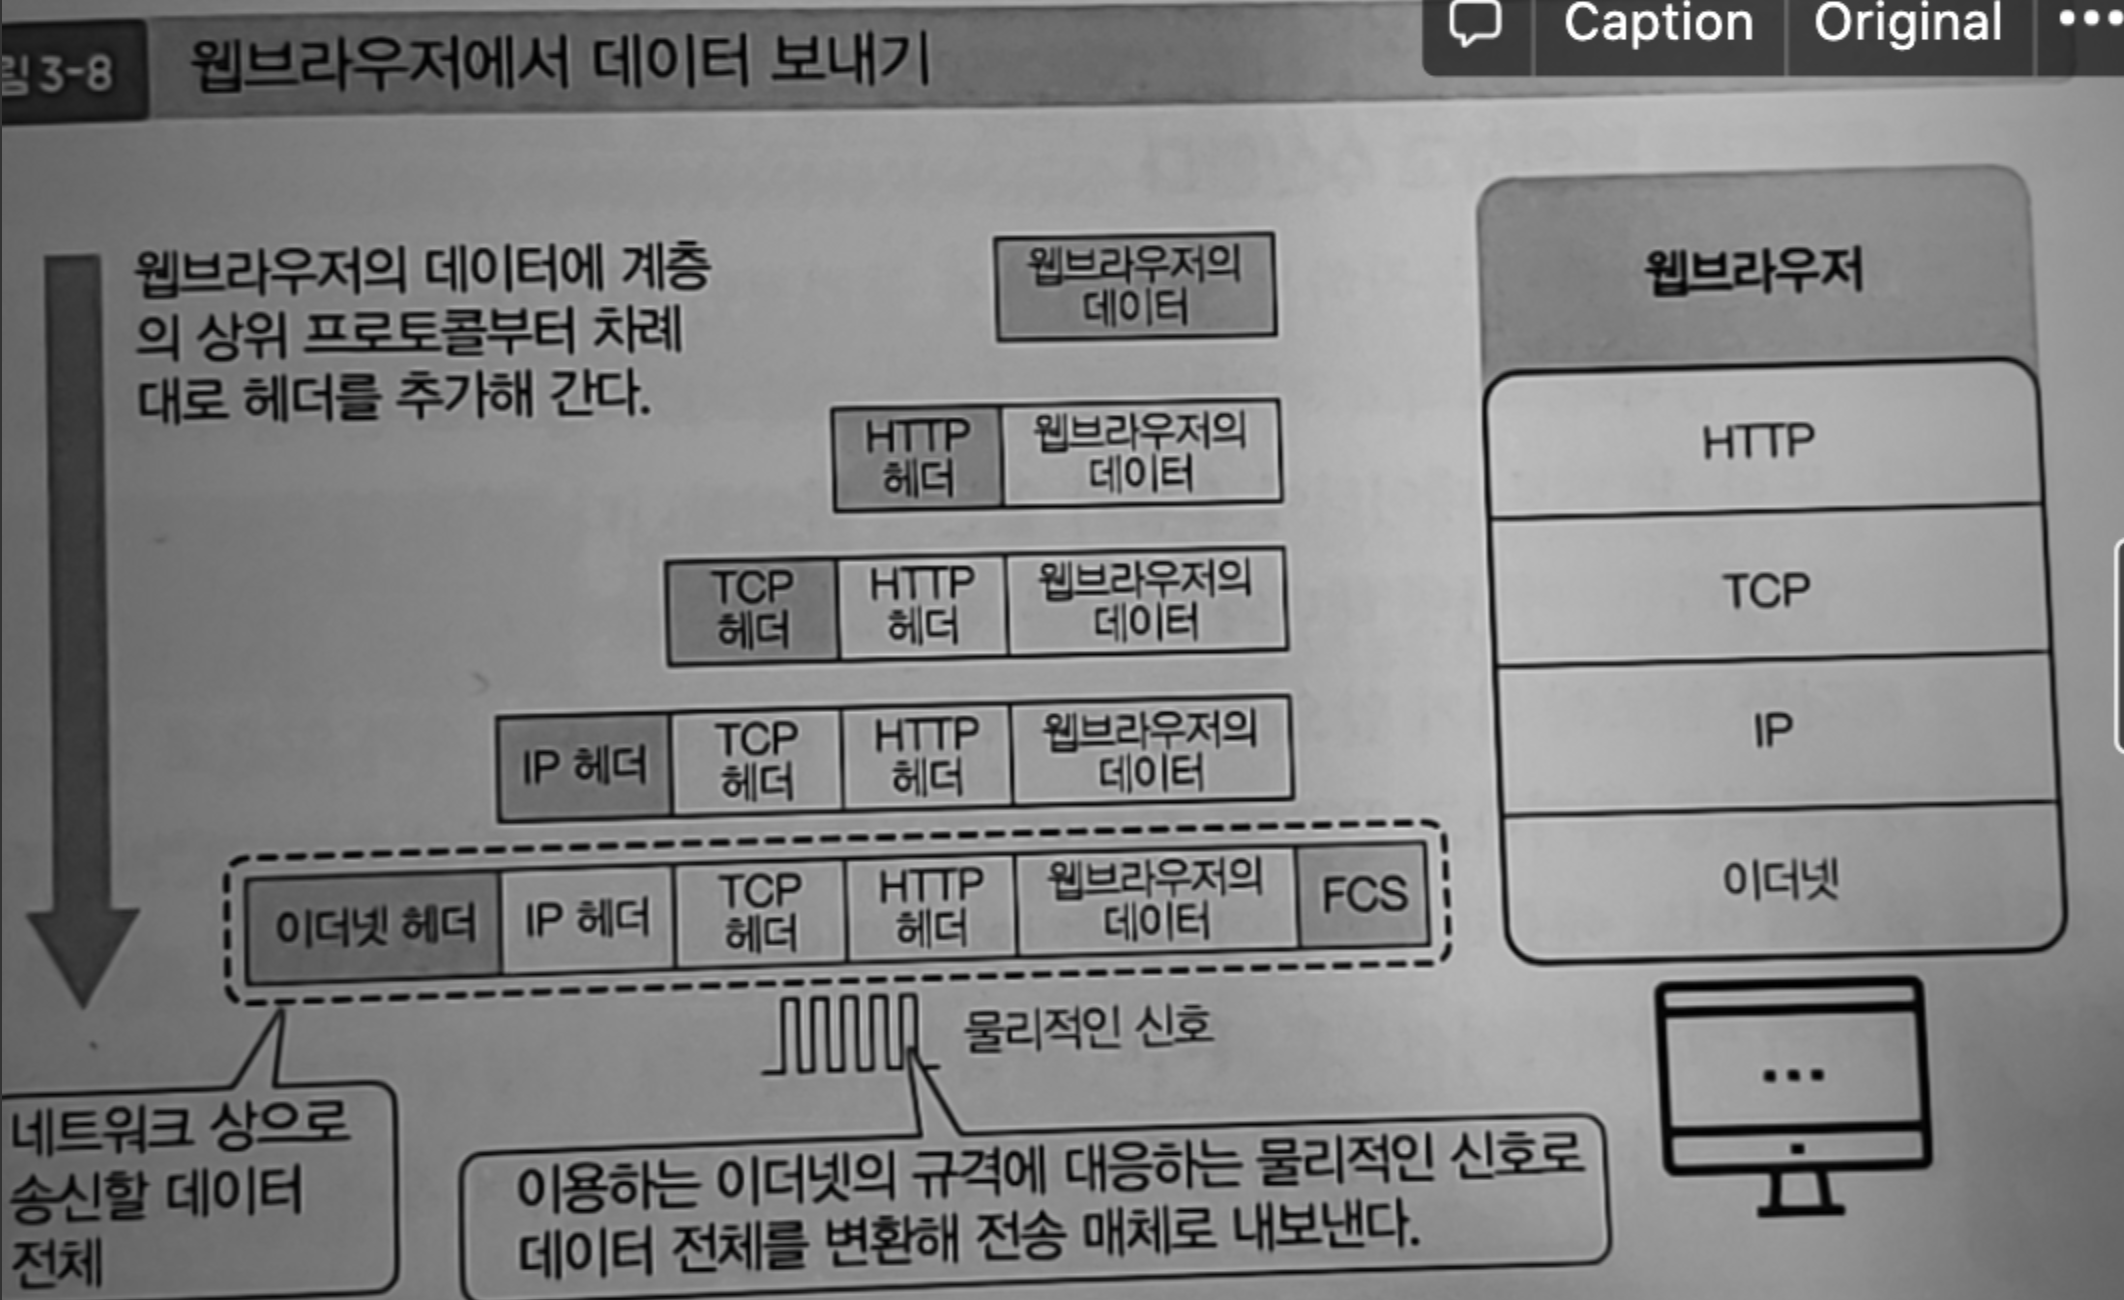 Caption Original
림 3-8 웹브라우저에서 데이터 보내기
웹브라우저의 데이터에 계층
의 상위 프로토콜부터 차례
대로 헤더를 추가해 간다.
웹브라우저의
데이터
HTTP
헤더
웹브라우저의
데이터
TCP
헤더
HTTP
헤더
웹브라우저의
데이터
IP 헤더
TCP
헤더
HTTP
헤더
웹브라우저의
데이터
이더넷 헤더
IP 헤더
TCP
헤더
HTTP
헤더
웹브라우저의
데이터
FCS
웹브라우저
HTTP
TCP
IP
이더넷
물리적인 신호
네트워크 상으로
송신할 데이터
전체
이용하는 이더넷의 규격에 대응하는 물리적인 신호로
데이터 전체를 변환해 전송 매체로 내보낸다.